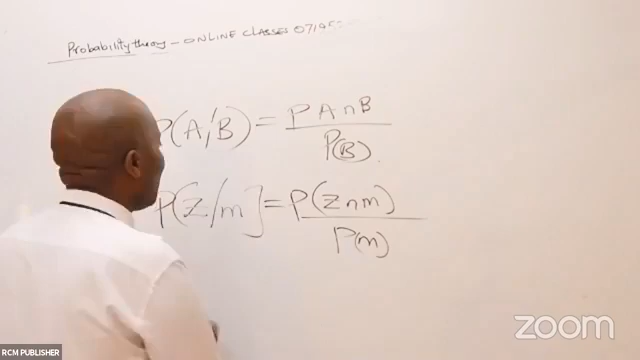 Probability theory - ONLINE CLASSES
P(A/B) = P A ∩ B
P(B).
P[Z/m] = P(Z ∩ m)
P(m)
zoom
RCM PUBLISHER